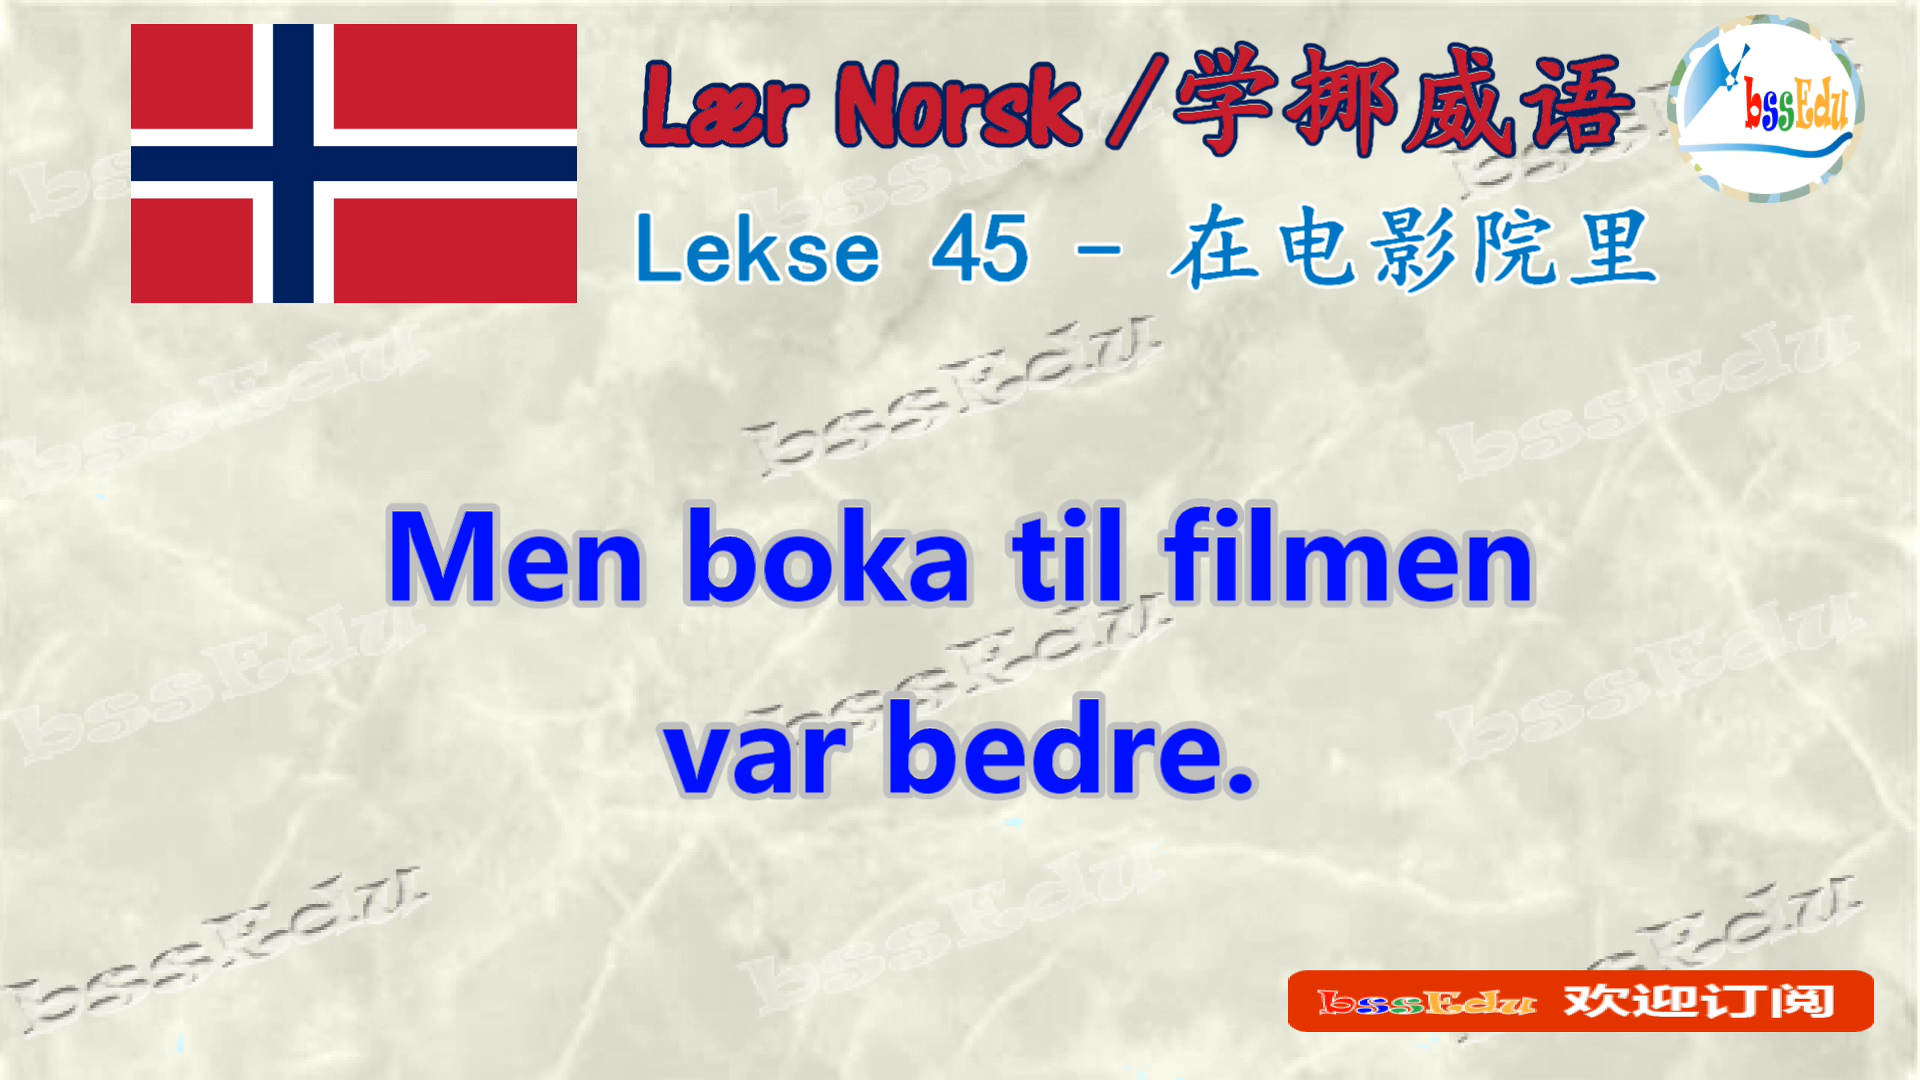 Lær Norsk /学挪威语
bssEdu
Lekse 45 - 在电影院里
Men boka til filmen
var bedre.
bssEdu 欢迎订阅